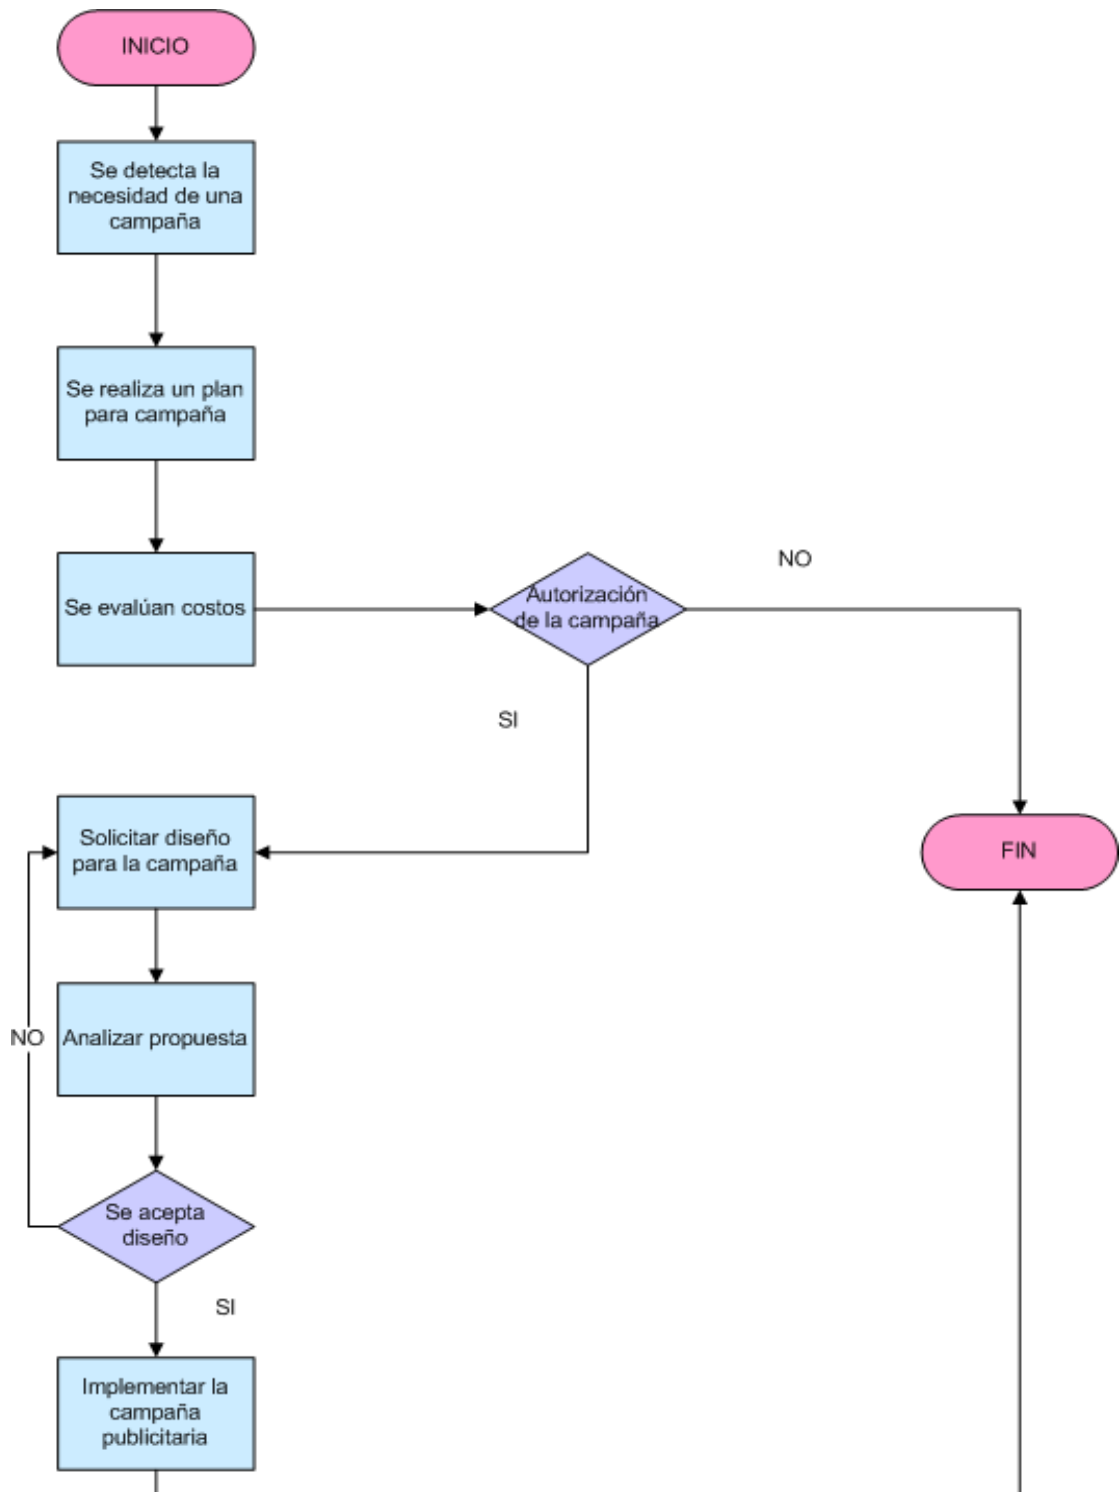 INICIO
Se detecta la
necesidad de una
campaña
Se realiza un plan
para campaña
Se evalúan costos
Autorización
de la campaña
NO
SI
Solicitar diseño
para la campaña
FIN
NO
Analizar propuesta
Se acepta
diseño
SI
Implementar la
campaña
publicitaria